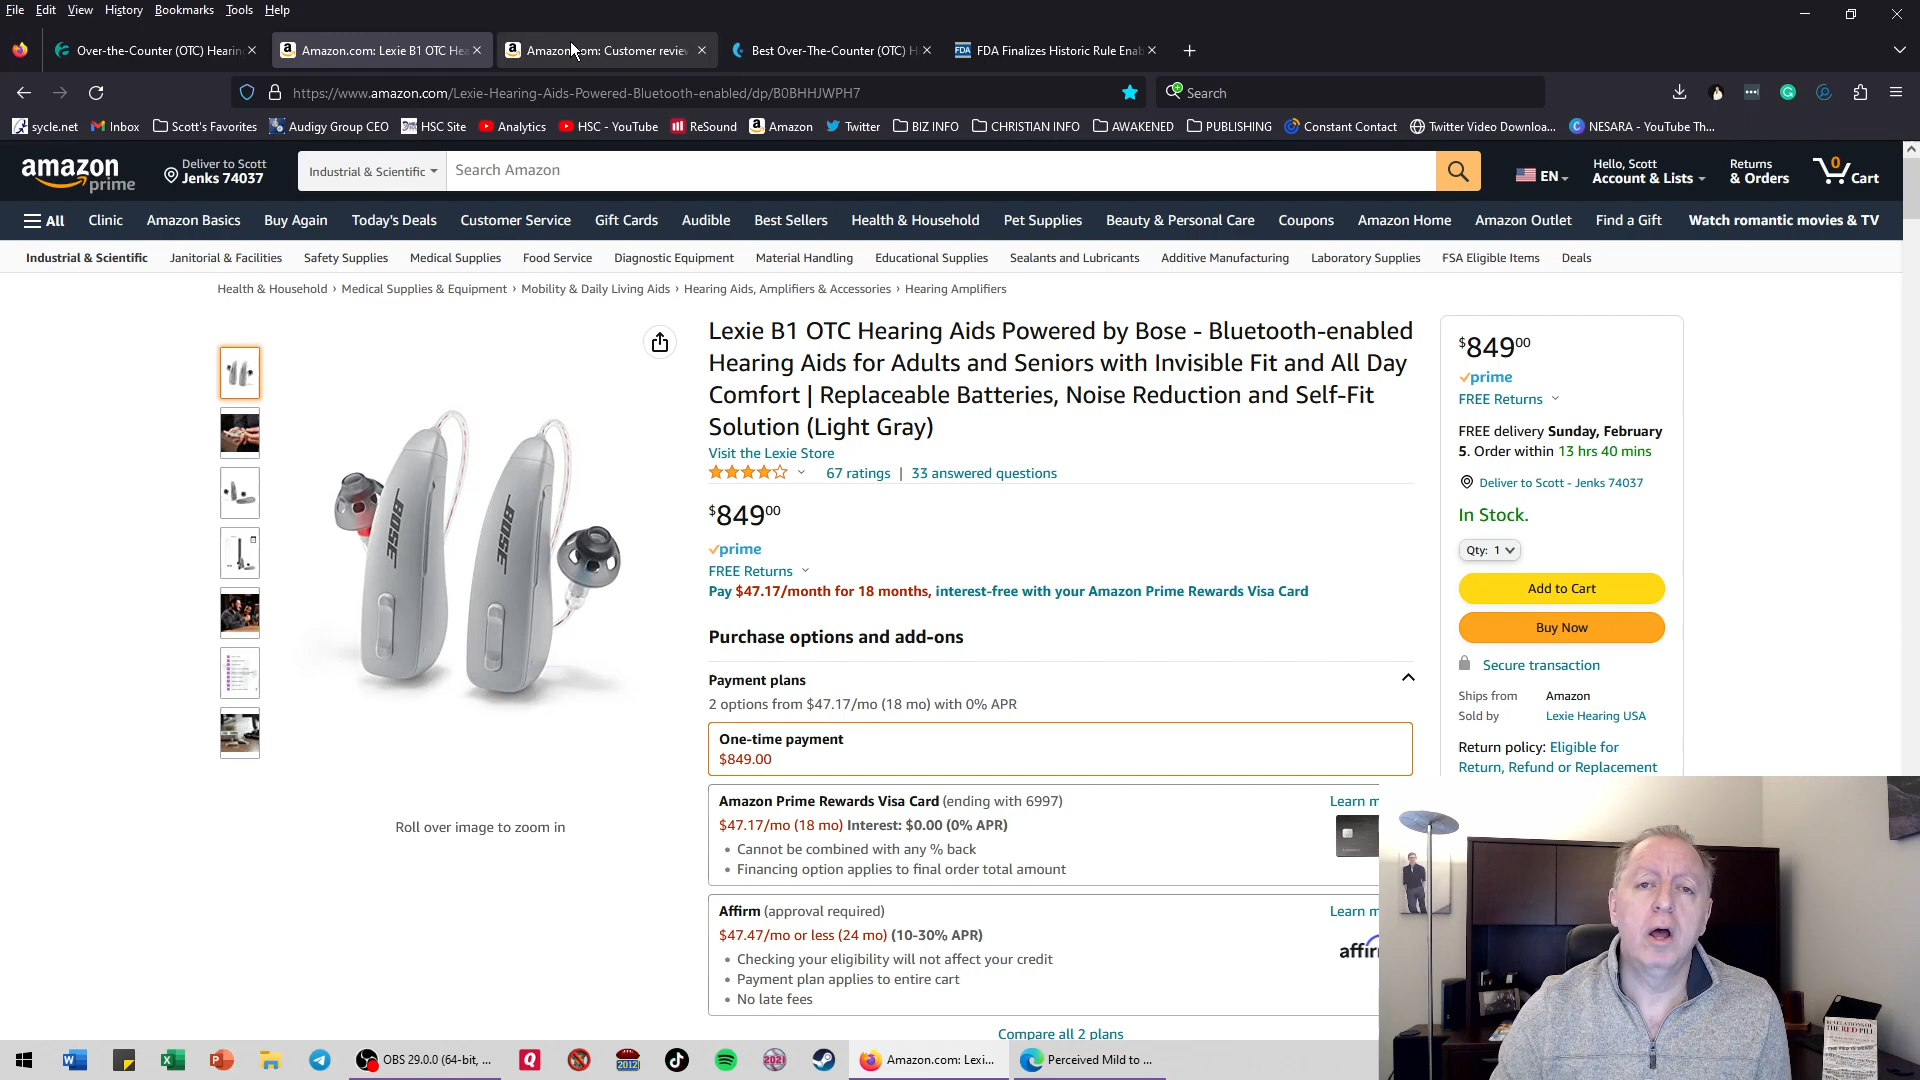 File Edit View History Bookmarks Tools Help
Over-the-Counter (OTC) Hearin
Amazon.com: Lexie B1 OTC Hea
Amazon.com: Customer review
Best Over-The-Counter (OTC) H
FDA FDA Finalizes Historic Rule Enab
https://www.amazon.com/Lexie-Hearing-Aids-Powered-Bluetooth-enabled/dp/B0BHHJWPH7
Search
sycle.net Inbox Scott's Favorites Audigy Group CEO HSC Site Analytics HSC - YouTube ReSound Amazon Twitter BIZ INFO CHRISTIAN INFO AWAKENED PUBLISHING Constant Contact Twitter Video Downloa... NESARA - YouTube Th...
amazon prime
Deliver to Scott
Jenks 74037
Industrial & Scientific
Search Amazon
EN
Hello, Scott
Account & Lists
Returns
& Orders
0
Cart
All Clinic Amazon Basics Buy Again Today's Deals Customer Service Gift Cards Audible Best Sellers Health & Household Pet Supplies Beauty & Personal Care Coupons Amazon Home Amazon Outlet Find a Gift Watch romantic movies & TV
Industrial & Scientific Janitorial & Facilities Safety Supplies Medical Supplies Food Service Diagnostic Equipment Material Handling Educational Supplies Sealants and Lubricants Additive Manufacturing Laboratory Supplies FSA Eligible Items Deals
Health & Household › Medical Supplies & Equipment › Mobility & Daily Living Aids › Hearing Aids, Amplifiers & Accessories › Hearing Amplifiers
BOSE
BOSE
Roll over image to zoom in
Lexie B1 OTC Hearing Aids Powered by Bose - Bluetooth-enabled
Hearing Aids for Adults and Seniors with Invisible Fit and All Day
Comfort | Replaceable Batteries, Noise Reduction and Self-Fit
Solution (Light Gray)
Visit the Lexie Store
67 ratings | 33 answered questions
$849.00
prime
FREE Returns
Pay $47.17/month for 18 months, interest-free with your Amazon Prime Rewards Visa Card
Purchase options and add-ons
Payment plans
2 options from $47.17/mo (18 mo) with 0% APR
One-time payment
$849.00
Amazon Prime Rewards Visa Card (ending with 6997)
Learn m
$47.17/mo (18 mo) Interest: $0.00 (0% APR)
• Cannot be combined with any % back
• Financing option applies to final order total amount
Affirm (approval required)
Learn m
$47.47/mo or less (24 mo) (10-30% APR)
affir
• Checking your eligibility will not affect your credit
• Payment plan applies to entire cart
• No late fees
Compare all 2 plans
$849.00
prime
FREE Returns
FREE delivery Sunday, February
5. Order within 13 hrs 40 mins
Deliver to Scott - Jenks 74037
In Stock.
Qty: 1
Add to Cart
Buy Now
Secure transaction
Ships from Amazon
Sold by Lexie Hearing USA
Return policy: Eligible for
Return, Refund or Replacement
REVELATIONS OF
THE RED PILL
OBS 29.0.0 (64-bit, ...
2012
2021
Amazon.com: Lexi...
Perceived Mild to ...